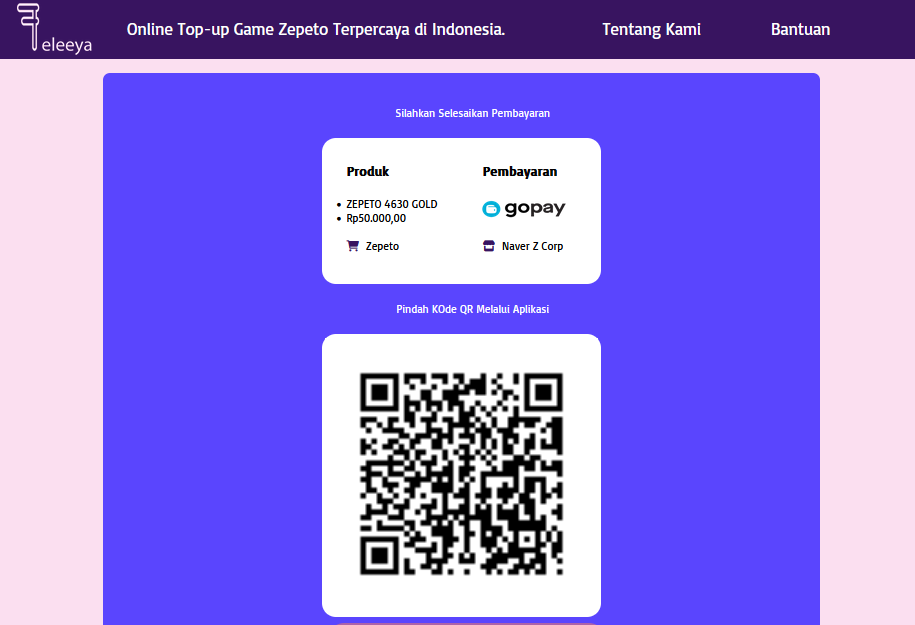 Teleeya
Online Top-up Game Zepeto Terpercaya di Indonesia.
Tentang Kami
Bantuan
Silahkan Selesaikan Pembayaran
Produk
ZEPETO 4630 GOLD
Rp50.000,00
Zepeto
Pembayaran
gopay
Naver Z Corp
Pindah KOde QR Melalui Aplikasi